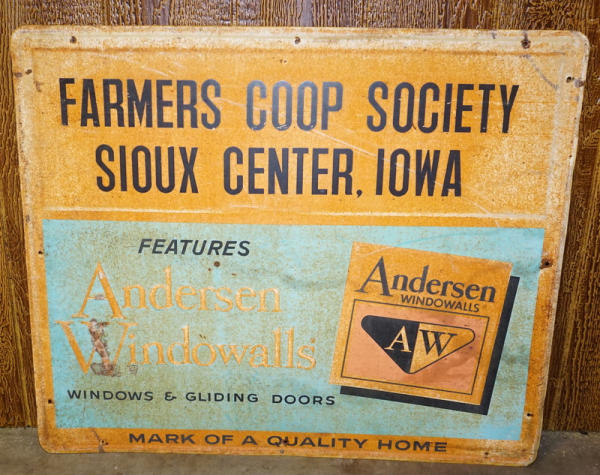 FARMERS COOP SOCIETY
SIOUX CENTER, IOWA
FEATURES
Andersen
Windowalls
WINDOWS & GLIDING DOORS
Andersen
WINDOWALLS
AW
MARK OF A QUALITY HOME